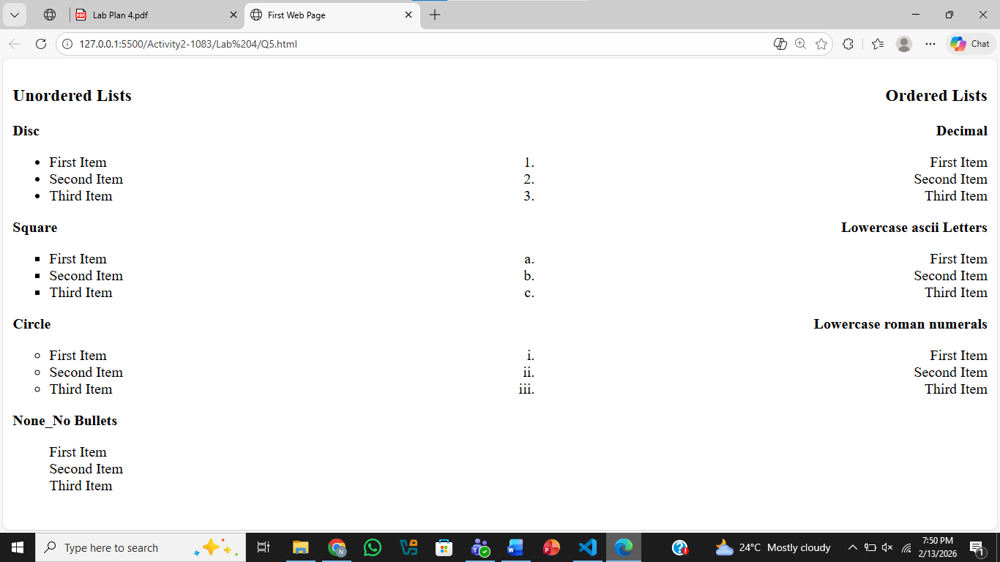 Lab Plan 4.pdf
First Web Page
127.0.0.1:5500/Activity2-1083/Lab%204/Q5.html
Chat
Unordered Lists
Disc
• First Item
• Second Item
• Third Item
Square
▪ First Item
▪ Second Item
▪ Third Item
Circle
○ First Item
○ Second Item
○ Third Item
None_No Bullets
First Item
Second Item
Third Item
Ordered Lists
Decimal
1. First Item
2. Second Item
3. Third Item
Lowercase ascii Letters
a. First Item
b. Second Item
c. Third Item
Lowercase roman numerals
i. First Item
ii. Second Item
iii. Third Item
Type here to search
24°C Mostly cloudy
7:50 PM
2/13/2026
1